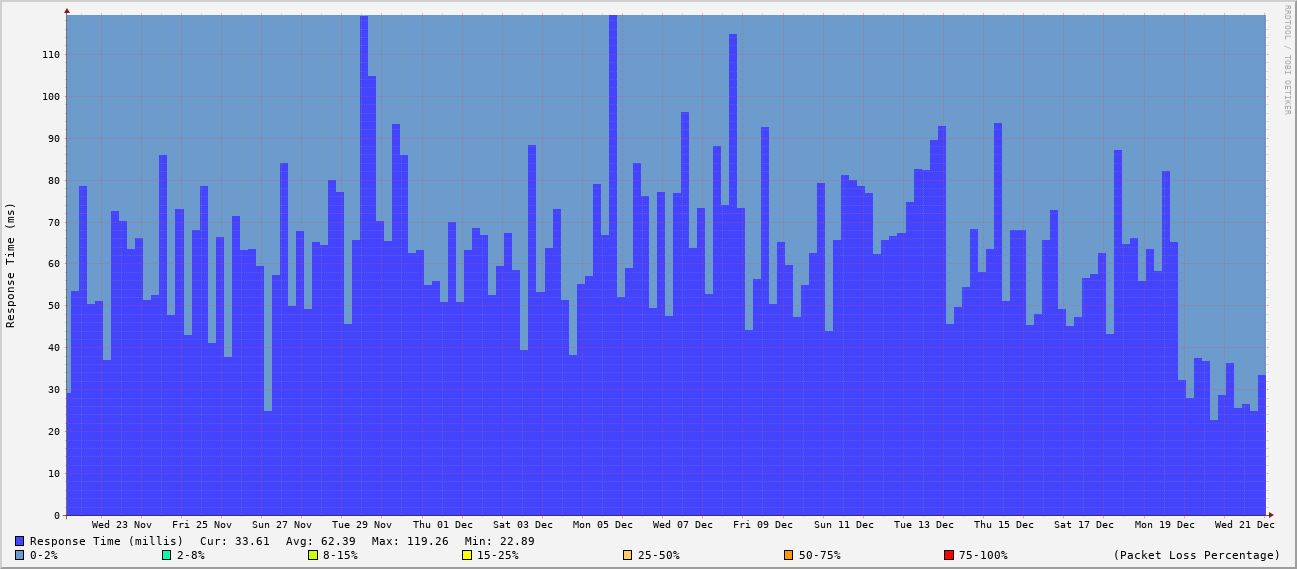 RRDTOOL / TOBI OETIKER
Response Time (ms)
110
100
90
80
70
60
50
40
30
20
10
0
Wed 23 Nov Fri 25 Nov Sun 27 Nov Tue 29 Nov Thu 01 Dec Sat 03 Dec Mon 05 Dec Wed 07 Dec Fri 09 Dec Sun 11 Dec Tue 13 Dec Thu 15 Dec Sat 17 Dec Mon 19 Dec Wed 21 Dec
Response Time (millis) Cur: 33.61 Avg: 62.39 Max: 119.26 Min: 22.89
0-2% 2-8% 8-15% 15-25% 25-50% 50-75% 75-100% (Packet Loss Percentage)